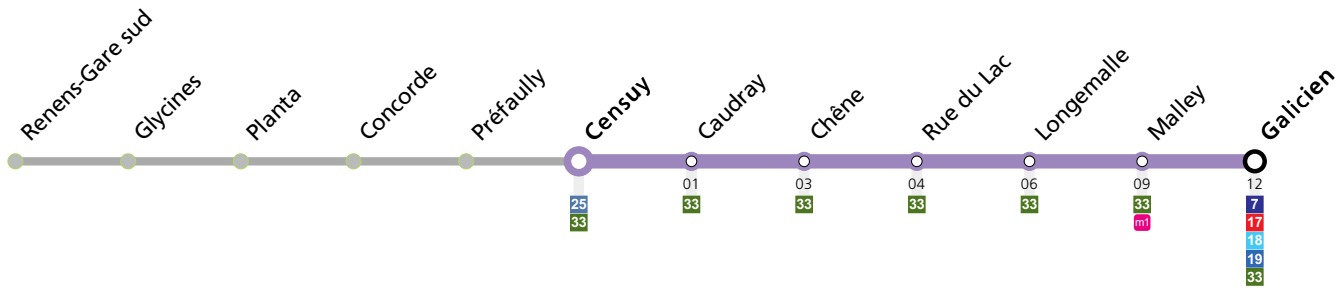 Renens-Gare sud
Glycines
Planta
Concorde
Préfaully
Censuy
Caudray
Chêne
Rue du Lac
Longemalle
Malley
Galicien
01
03
04
06
09
12
25
33
33
33
33
33
33
m1
7
17
18
19
33